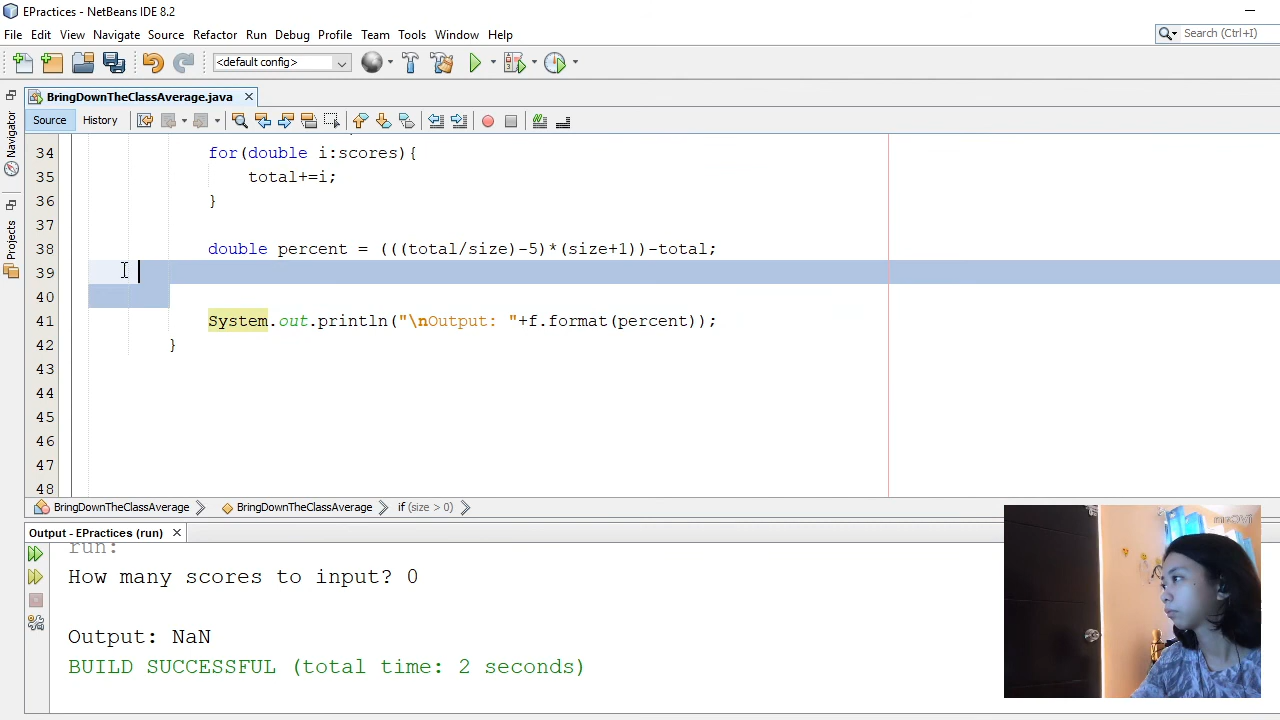 EPractices - NetBeans IDE 8.2
File Edit View Navigate Source Refactor Run Debug Profile Team Tools Window Help
Search (Ctrl+I)
<default config>
BringDownTheClassAverage.java
Source History
Navigator
Projects
34 for(double i:scores){
35 total+=i;
36 }
37
38 double percent = (((total/size)-5)*(size+1))-total;
39
40
41 System.out.println("\nOutput: "+f.format(percent));
42 }
43
44
45
46
47
48
BringDownTheClassAverage BringDownTheClassAverage if (size > 0)
Output - EPractices (run)
run:
How many scores to input? 0
Output: NaN
BUILD SUCCESSFUL (total time: 2 seconds)